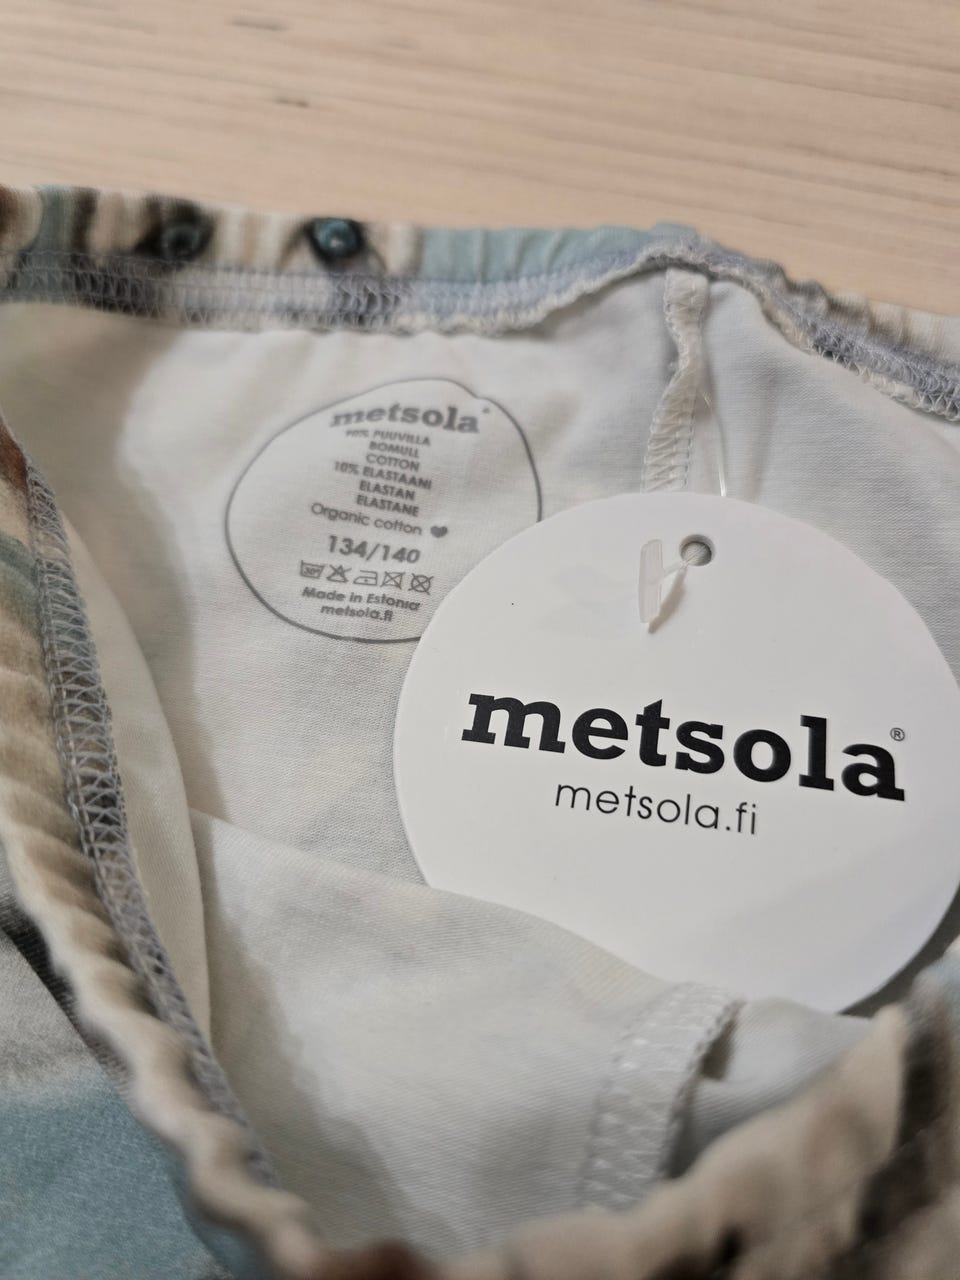 metsola®
90% PUUVILLA
BOMULL
COTTON
10% ELASTAANI
ELASTAN
ELASTANE
Organic cotton
134/140
30°
Made in Estonia
metsola.fi
metsola®
metsola.fi